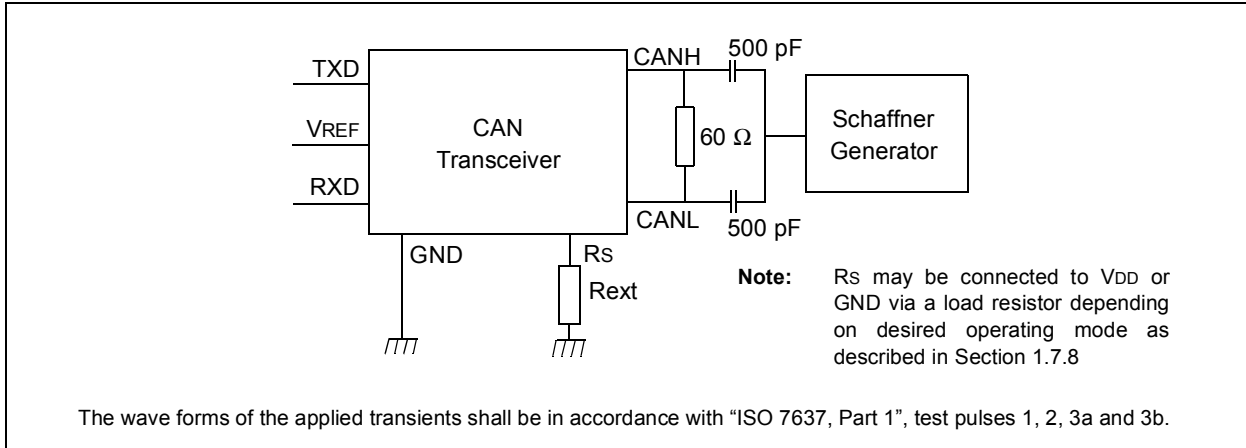 500 pF
CANH
TXD
Schaffner
Generator
VREF
CAN
Transceiver
60 Ω
RXD
CANL
500 pF
GND
RS
Rext
Note: RS may be connected to VDD or
GND via a load resistor depending
on desired operating mode as
described in Section 1.7.8
The wave forms of the applied transients shall be in accordance with “ISO 7637, Part 1”, test pulses 1, 2, 3a and 3b.